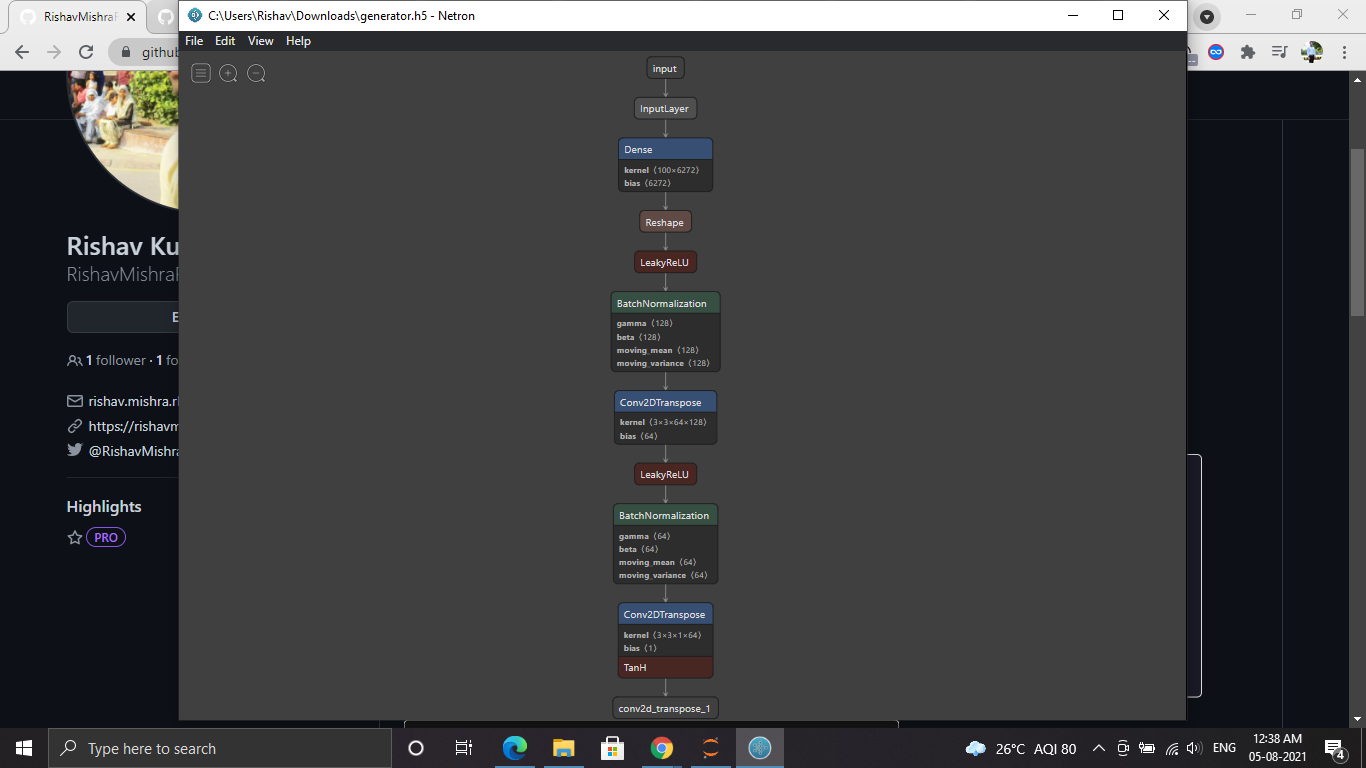 RishavMishraR
C:\Users\Rishav\Downloads\generator.h5 - Netron
github
File Edit View Help
input
InputLayer
Dense
kernel ⟨100×6272⟩
bias ⟨6272⟩
Reshape
LeakyReLU
BatchNormalization
gamma ⟨128⟩
beta ⟨128⟩
moving_mean ⟨128⟩
moving_variance ⟨128⟩
Conv2DTranspose
kernel ⟨3×3×64×128⟩
bias ⟨64⟩
LeakyReLU
BatchNormalization
gamma ⟨64⟩
beta ⟨64⟩
moving_mean ⟨64⟩
moving_variance ⟨64⟩
Conv2DTranspose
kernel ⟨3×3×1×64⟩
bias ⟨1⟩
TanH
conv2d_transpose_1
Rishav Ku
RishavMishraR
E
1 follower · 1 fo
rishav.mishra.r
https://rishavm
@RishavMishra
Highlights
PRO
Type here to search
26°C AQI 80
ENG
12:38 AM
05-08-2021
4